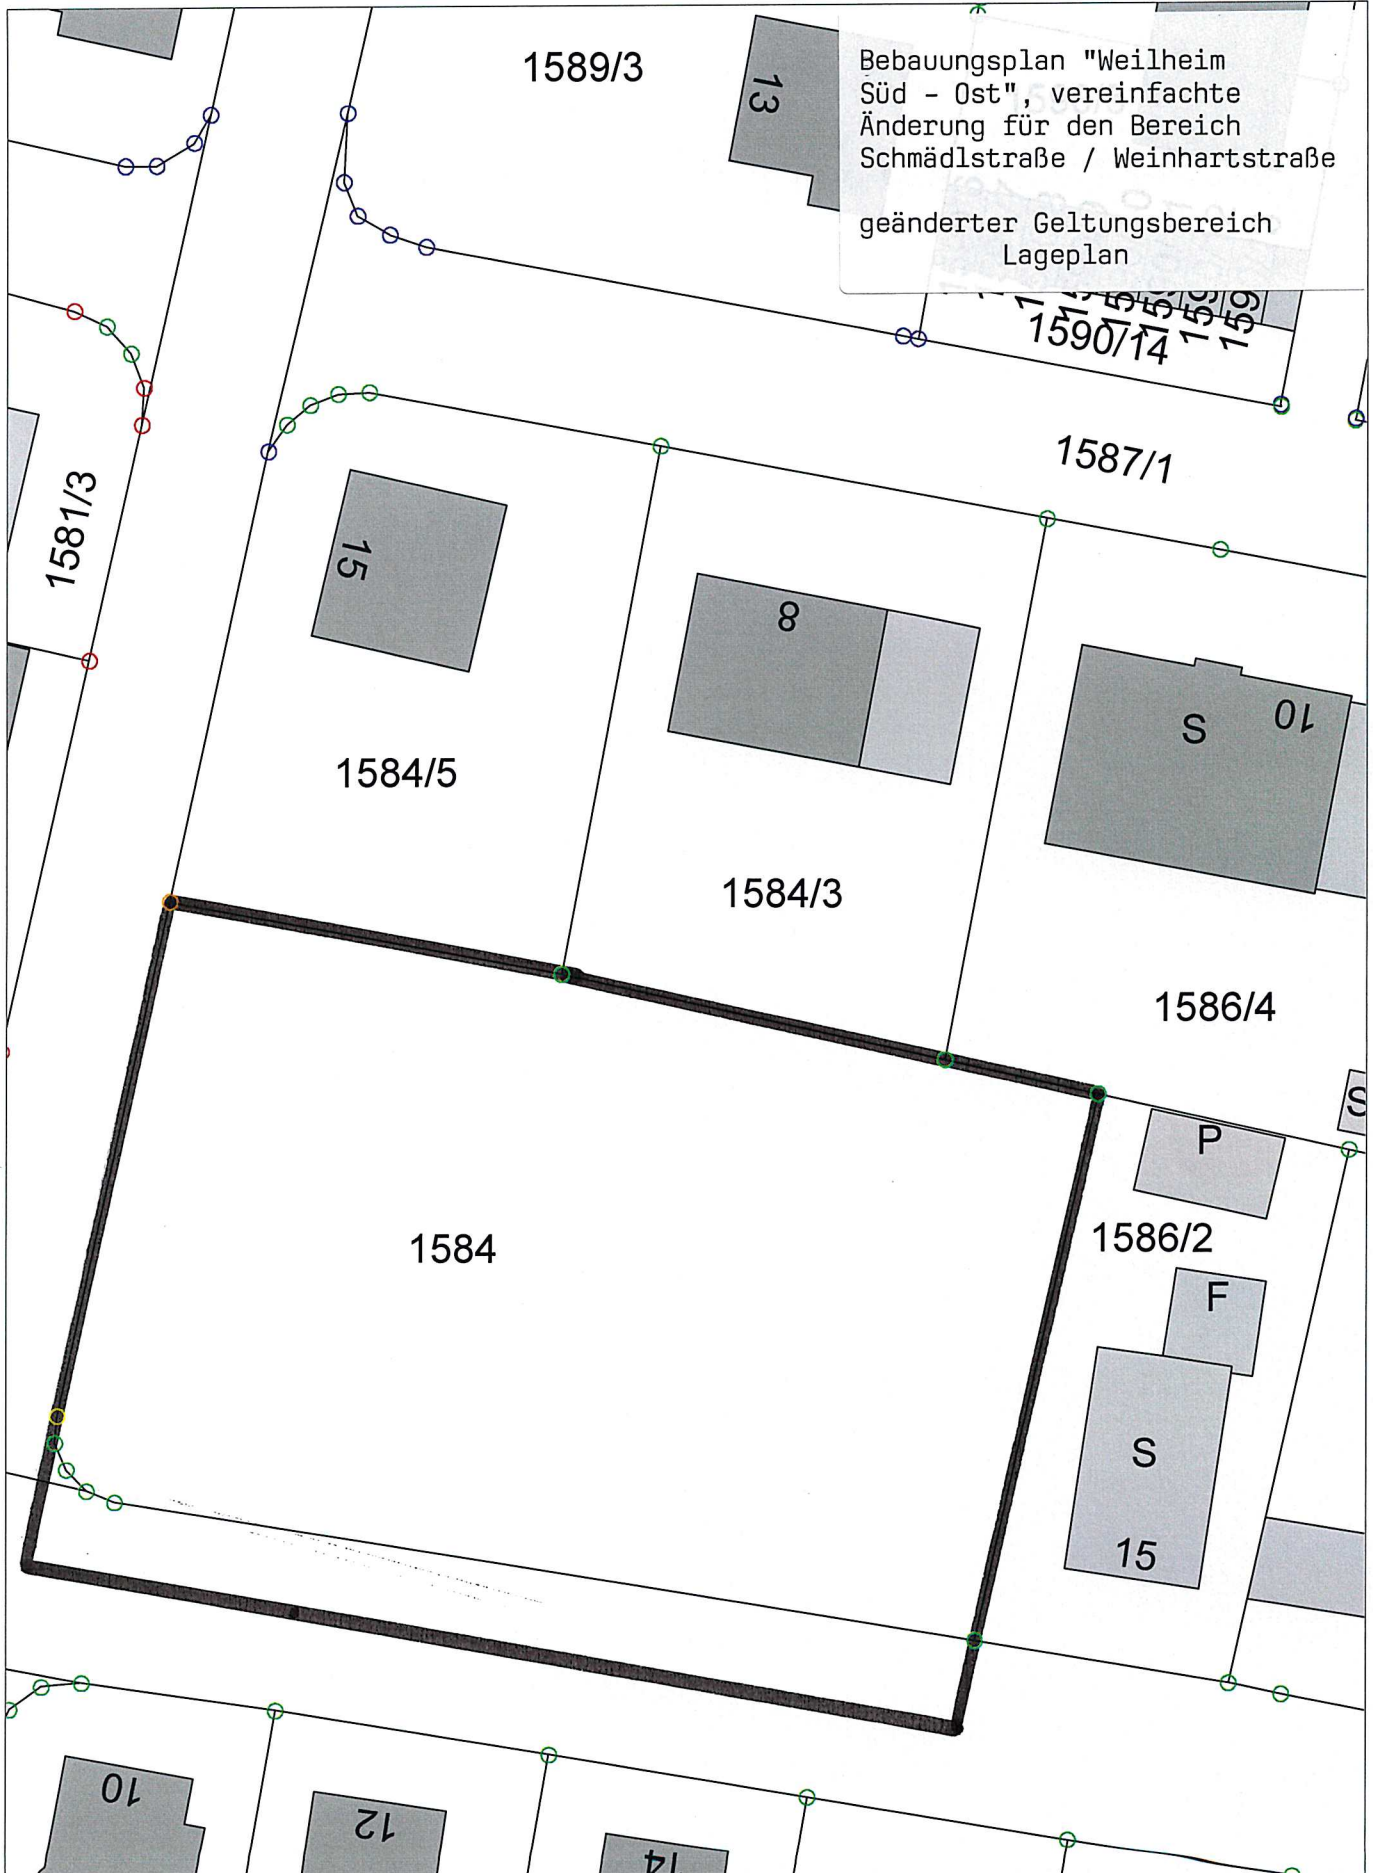 Bebauungsplan "Weilheim
Süd - Ost", vereinfachte
Änderung für den Bereich
Schmädlstraße / Weinhartstraße
geänderter Geltungsbereich
Lageplan
1589/3
13
1590/14
1587/1
1581/3
15
8
10
S
1584/5
1584/3
1586/4
S
P
1586/2
1584
F
S
15
10
12
14